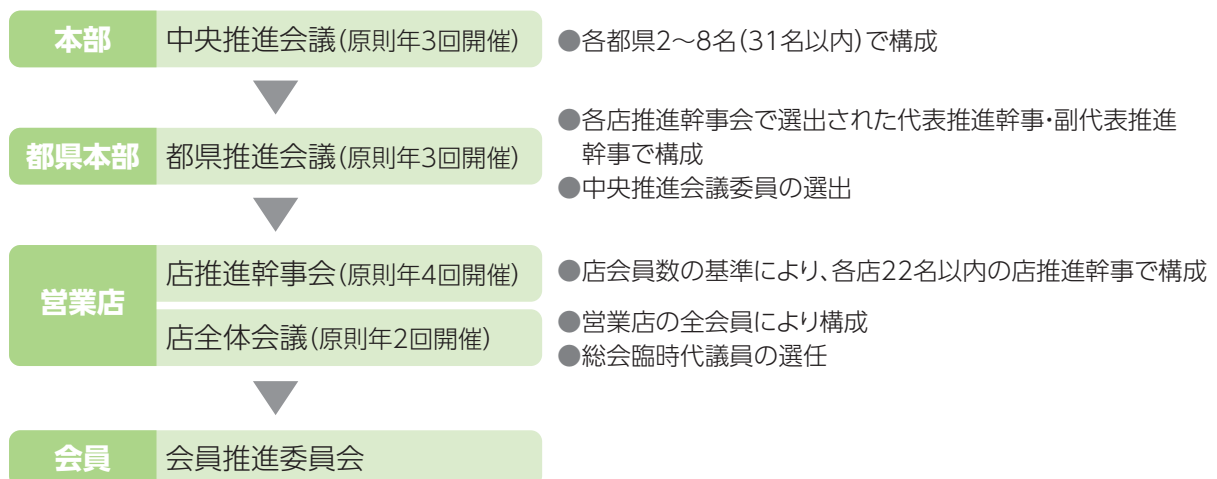 本部 中央推進会議(原則年3回開催) ●各都県2～8名(31名以内)で構成
都県本部 都県推進会議(原則年3回開催) ●各店推進幹事会で選出された代表推進幹事・副代表推進
幹事で構成
●中央推進会議委員の選出
営業店 店推進幹事会(原則年4回開催) ●店会員数の基準により、各店22名以内の店推進幹事で構成
店全体会議(原則年2回開催) ●営業店の全会員により構成
●総会臨時代議員の選任
会員 会員推進委員会